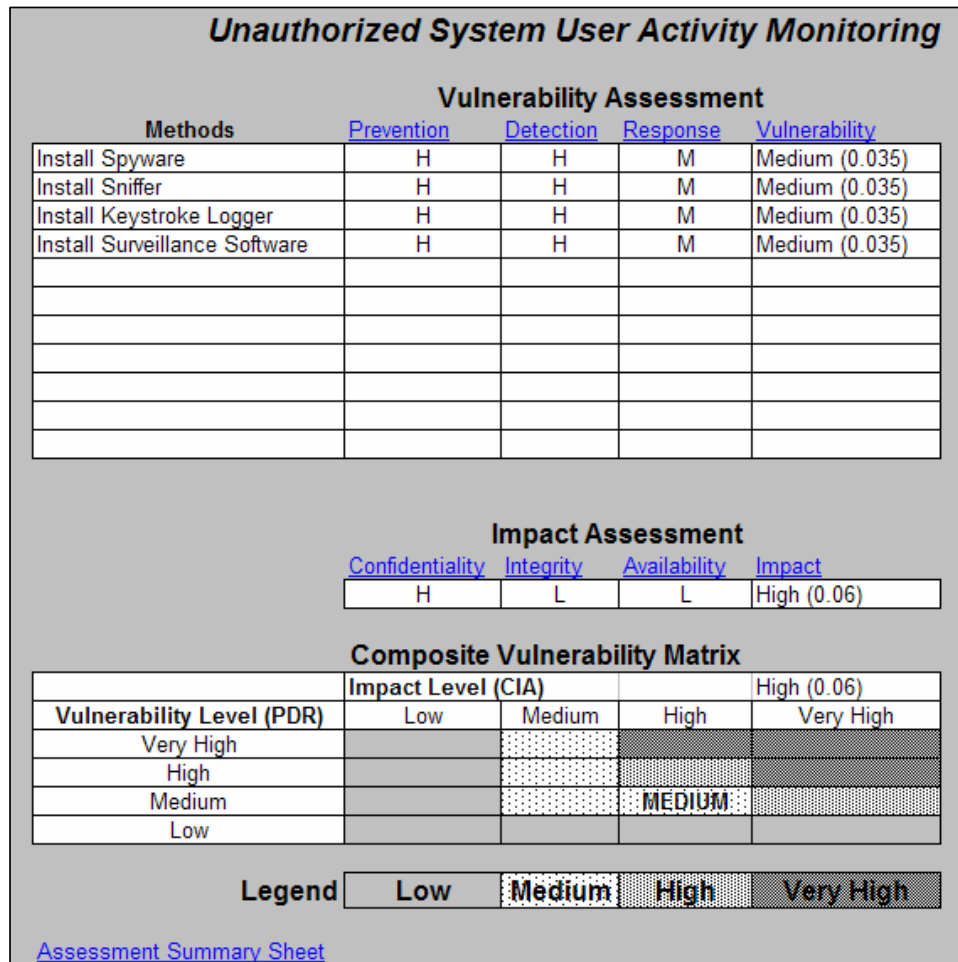 Unauthorized System User Activity Monitoring
Vulnerability Assessment
Methods Prevention Detection Response Vulnerability
Install Spyware H H M Medium (0.035)
Install Sniffer H H M Medium (0.035)
Install Keystroke Logger H H M Medium (0.035)
Install Surveillance Software H H M Medium (0.035)
Impact Assessment
Confidentiality Integrity Availability Impact
H L L High (0.06)
Composite Vulnerability Matrix
Impact Level (CIA) High (0.06)
Vulnerability Level (PDR) Low Medium High Very High
Very High
High
Medium MEDIUM
Low
Legend Low Medium High Very High
Assessment Summary Sheet